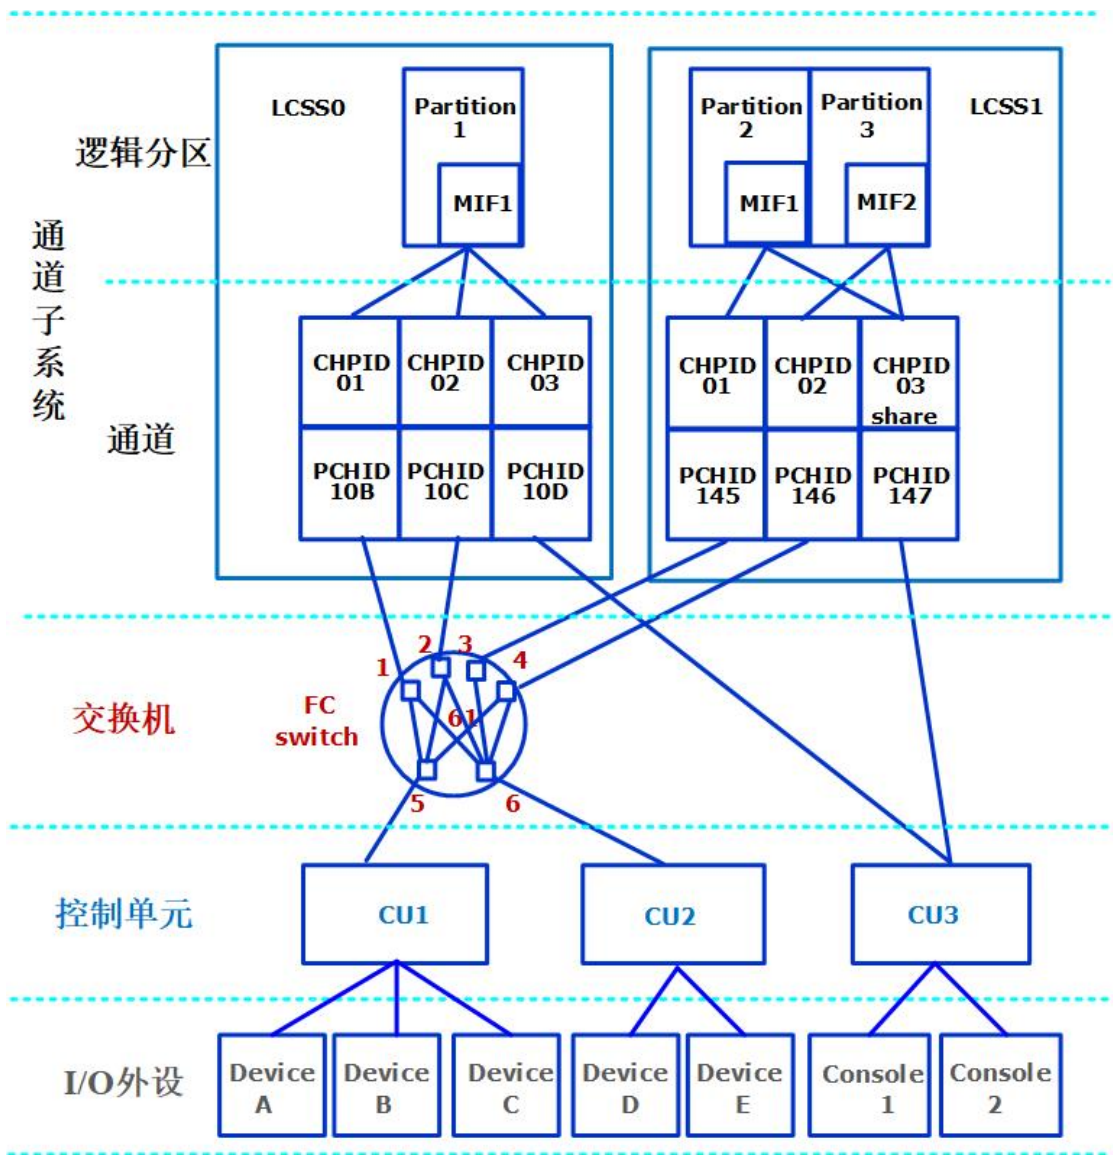 LCSS0
Partition
1
MIF1
Partition
2
MIF1
Partition
3
MIF2
LCSS1
逻辑分区
通道子系统
通道
CHPID
01
CHPID
02
CHPID
03
CHPID
01
CHPID
02
CHPID
03
share
PCHID
10B
PCHID
10C
PCHID
10D
PCHID
145
PCHID
146
PCHID
147
交换机
FC
switch
1
2
3
4
61
5
6
控制单元
CU1
CU2
CU3
I/O外设
Device
A
Device
B
Device
C
Device
D
Device
E
Console
1
Console
2